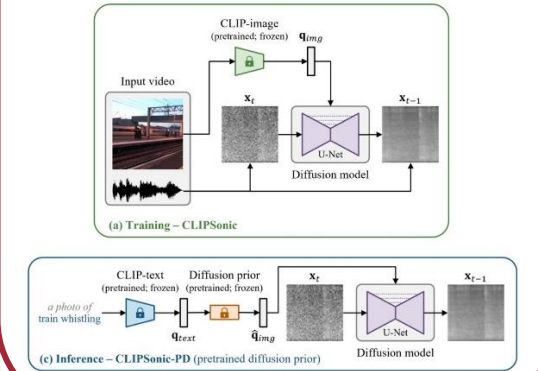 CLIP-image
(pretrained; frozen) q_img
Input video
x_t x_{t-1}
U-Net
Diffusion model
(a) Training – CLIPSonic
CLIP-text Diffusion prior
(pretrained; frozen) (pretrained; frozen) x_t x_{t-1}
a photo of
train whistling
q_text q̂_img
U-Net
Diffusion model
(c) Inference – CLIPSonic-PD (pretrained diffusion prior)